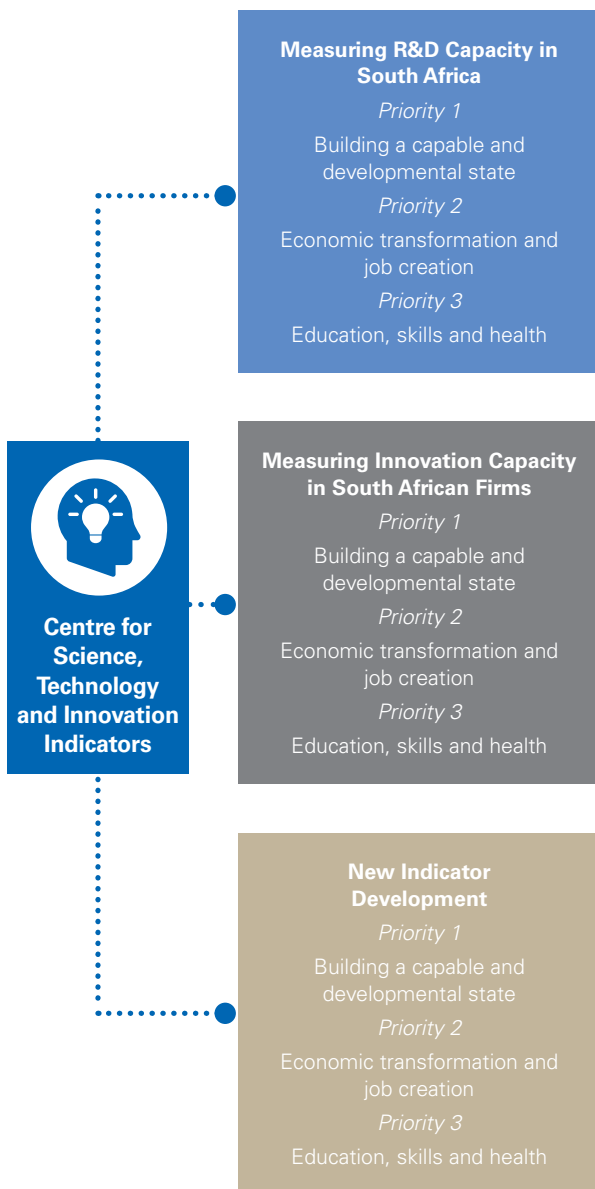 Measuring R&D Capacity in
South Africa
Priority 1
Building a capable and
developmental state
Priority 2
Economic transformation and
job creation
Priority 3
Education, skills and health
Centre for
Science,
Technology
and Innovation
Indicators
Measuring Innovation Capacity
in South African Firms
Priority 1
Building a capable and
developmental state
Priority 2
Economic transformation and
job creation
Priority 3
Education, skills and health
New Indicator
Development
Priority 1
Building a capable and
developmental state
Priority 2
Economic transformation and
job creation
Priority 3
Education, skills and health